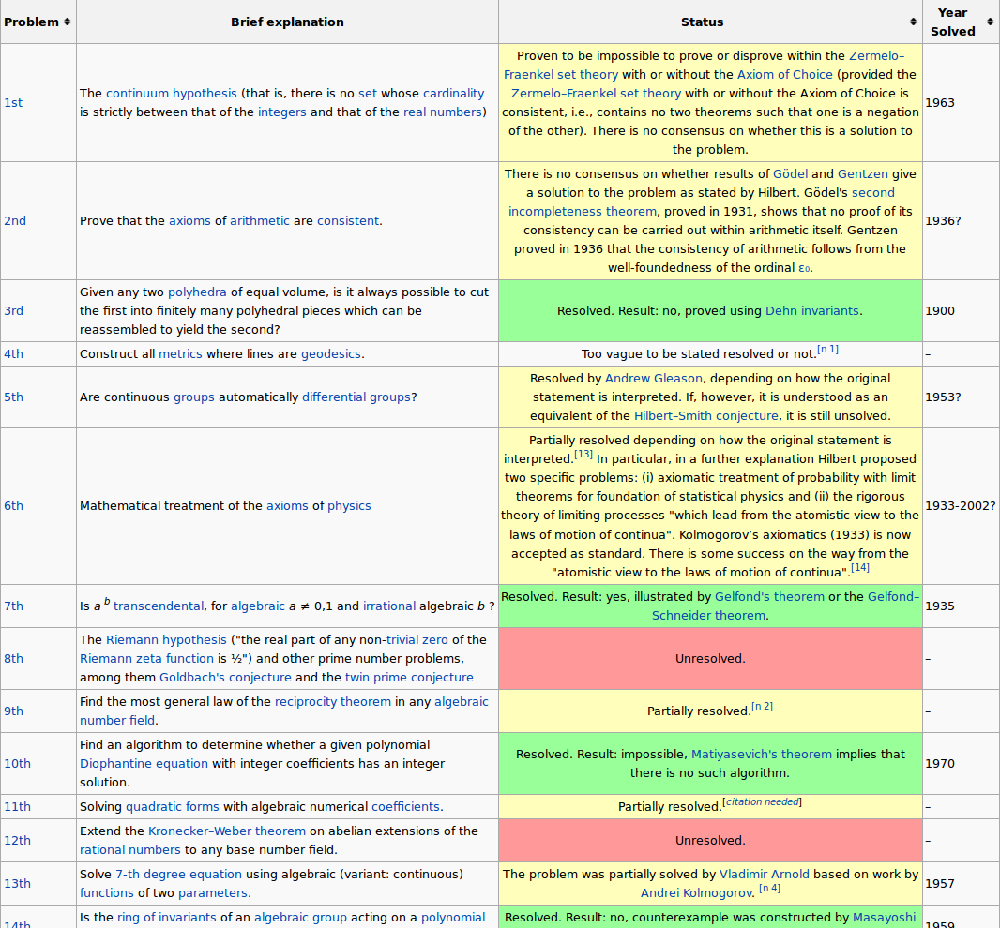 Problem Brief explanation Status Year Solved
1st
The continuum hypothesis (that is, there is no set whose cardinality
is strictly between that of the integers and that of the real numbers)
Proven to be impossible to prove or disprove within the Zermelo–
Fraenkel set theory with or without the Axiom of Choice (provided the
Zermelo–Fraenkel set theory with or without the Axiom of Choice is
consistent, i.e., contains no two theorems such that one is a negation
of the other). There is no consensus on whether this is a solution to
the problem.
1963
2nd
Prove that the axioms of arithmetic are consistent.
There is no consensus on whether results of Gödel and Gentzen give
a solution to the problem as stated by Hilbert. Gödel's second
incompleteness theorem, proved in 1931, shows that no proof of its
consistency can be carried out within arithmetic itself. Gentzen
proved in 1936 that the consistency of arithmetic follows from the
well-foundedness of the ordinal ε₀.
1936?
3rd
Given any two polyhedra of equal volume, is it always possible to cut
the first into finitely many polyhedral pieces which can be
reassembled to yield the second?
Resolved. Result: no, proved using Dehn invariants.
1900
4th
Construct all metrics where lines are geodesics.
Too vague to be stated resolved or not.[n 1]
–
5th
Are continuous groups automatically differential groups?
Resolved by Andrew Gleason, depending on how the original
statement is interpreted. If, however, it is understood as an
equivalent of the Hilbert–Smith conjecture, it is still unsolved.
1953?
6th
Mathematical treatment of the axioms of physics
Partially resolved depending on how the original statement is
interpreted.[13] In particular, in a further explanation Hilbert proposed
two specific problems: (i) axiomatic treatment of probability with limit
theorems for foundation of statistical physics and (ii) the rigorous
theory of limiting processes "which lead from the atomistic view to the
laws of motion of continua". Kolmogorov’s axiomatics (1933) is now
accepted as standard. There is some success on the way from the
"atomistic view to the laws of motion of continua".[14]
1933-2002?
7th
Is a b transcendental, for algebraic a ≠ 0,1 and irrational algebraic b ?
Resolved. Result: yes, illustrated by Gelfond's theorem or the Gelfond–
Schneider theorem.
1935
8th
The Riemann hypothesis ("the real part of any non-trivial zero of the
Riemann zeta function is ½") and other prime number problems,
among them Goldbach's conjecture and the twin prime conjecture
Unresolved.
–
9th
Find the most general law of the reciprocity theorem in any algebraic
number field.
Partially resolved.[n 2]
–
10th
Find an algorithm to determine whether a given polynomial
Diophantine equation with integer coefficients has an integer
solution.
Resolved. Result: impossible, Matiyasevich's theorem implies that
there is no such algorithm.
1970
11th
Solving quadratic forms with algebraic numerical coefficients.
Partially resolved.[citation needed]
–
12th
Extend the Kronecker–Weber theorem on abelian extensions of the
rational numbers to any base number field.
Unresolved.
–
13th
Solve 7-th degree equation using algebraic (variant: continuous)
functions of two parameters.
The problem was partially solved by Vladimir Arnold based on work by
Andrei Kolmogorov. [n 4]
1957
14th
Is the ring of invariants of an algebraic group acting on a polynomial
Resolved. Result: no, counterexample was constructed by Masayoshi
1959